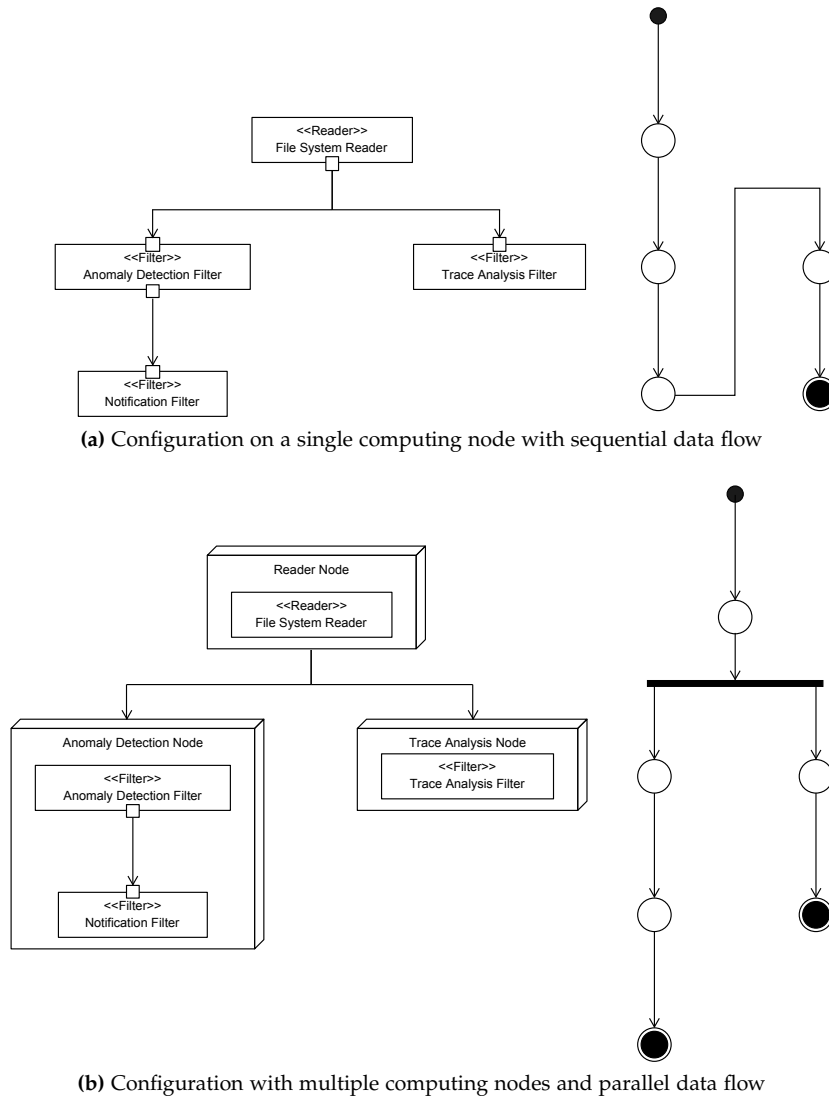 <<Reader>>
File System Reader
<<Filter>>
Anomaly Detection Filter
<<Filter>>
Trace Analysis Filter
<<Filter>>
Notification Filter
(a) Configuration on a single computing node with sequential data flow
Reader Node
<<Reader>>
File System Reader
Anomaly Detection Node
<<Filter>>
Anomaly Detection Filter
<<Filter>>
Notification Filter
Trace Analysis Node
<<Filter>>
Trace Analysis Filter
(b) Configuration with multiple computing nodes and parallel data flow